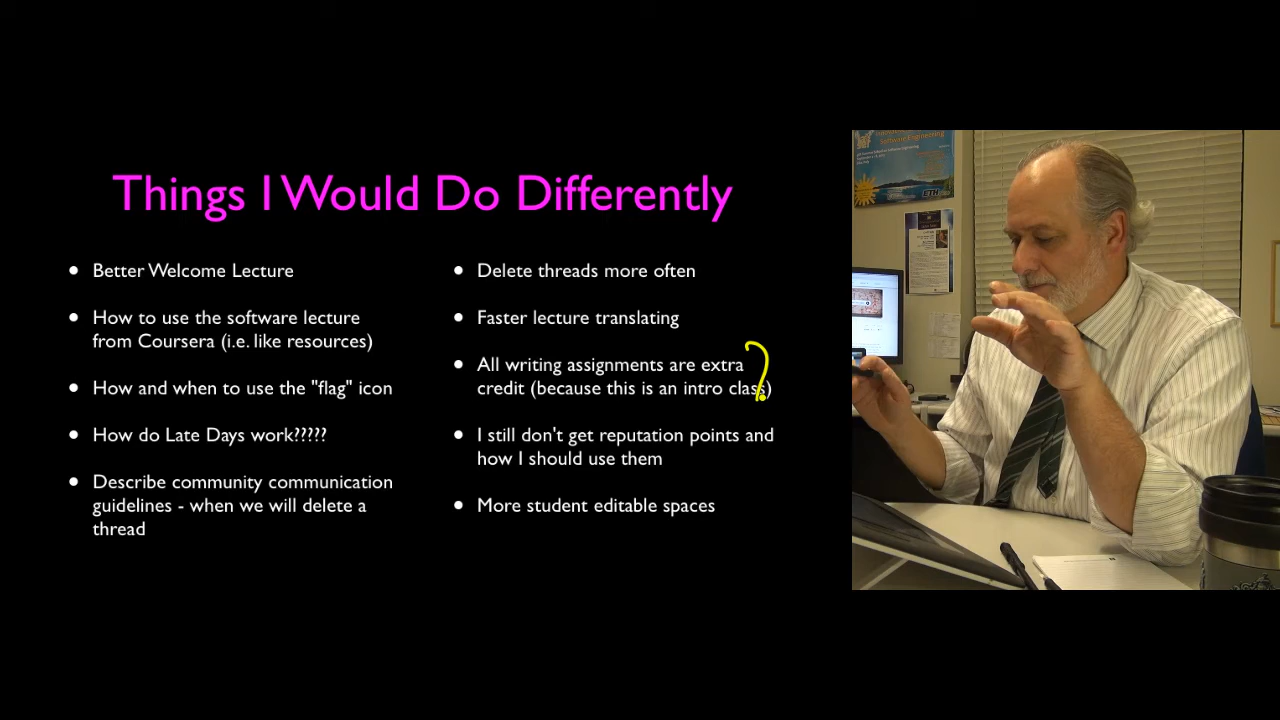 Things I Would Do Differently
Better Welcome Lecture
How to use the software lecture
from Coursera (i.e. like resources)
How and when to use the "flag" icon
How do Late Days work?????
Describe community communication
guidelines - when we will delete a
thread
Delete threads more often
Faster lecture translating
All writing assignments are extra
credit (because this is an intro class)
?
I still don't get reputation points and
how I should use them
More student editable spaces
Software Engineering